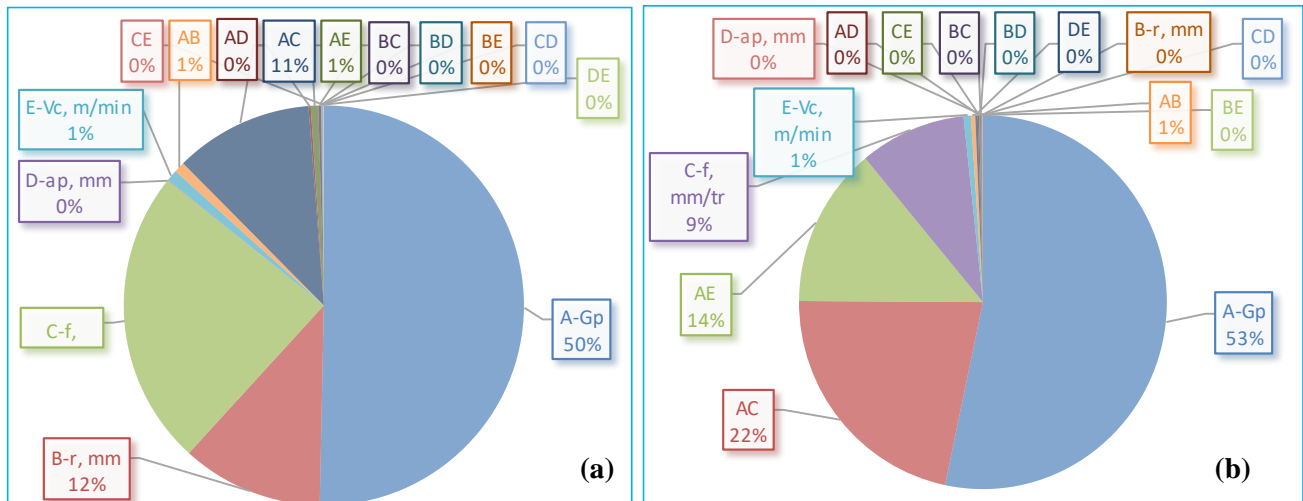 CE
0%
AB
1%
AD
0%
AC
11%
AE
1%
BC
0%
BD
0%
BE
0%
CD
0%
DE
0%
E-Vc, m/min
1%
D-ap, mm
0%
C-f,
A-Gp
50%
B-r, mm
12%
(a)
D-ap, mm
0%
AD
0%
CE
0%
BC
0%
BD
0%
DE
0%
B-r, mm
0%
CD
0%
E-Vc,
m/min
1%
AB
1%
BE
0%
C-f,
mm/tr
9%
AE
14%
A-Gp
53%
AC
22%
(b)